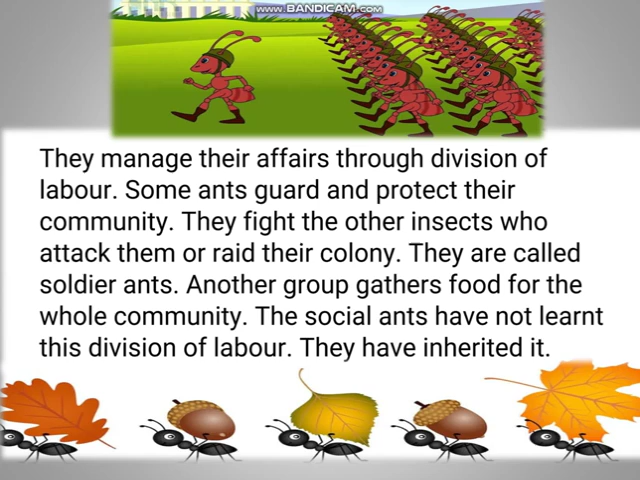 www.BANDICAM.com
They manage their affairs through division of
labour. Some ants guard and protect their
community. They fight the other insects who
attack them or raid their colony. They are called
soldier ants. Another group gathers food for the
whole community. The social ants have not learnt
this division of labour. They have inherited it.